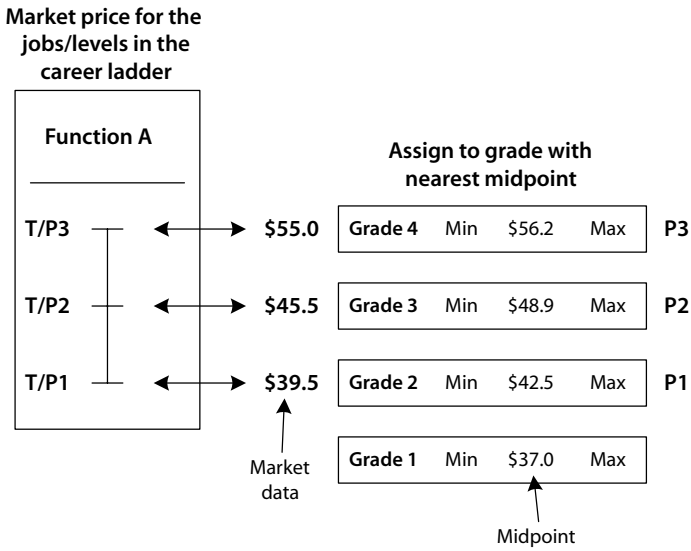 Market price for the
jobs/levels in the
career ladder
Function A
Assign to grade with
nearest midpoint
T/P3 $55.0 Grade 4 Min $56.2 Max P3
T/P2 $45.5 Grade 3 Min $48.9 Max P2
T/P1 $39.5 Grade 2 Min $42.5 Max P1
Grade 1 Min $37.0 Max
Market
data
Midpoint